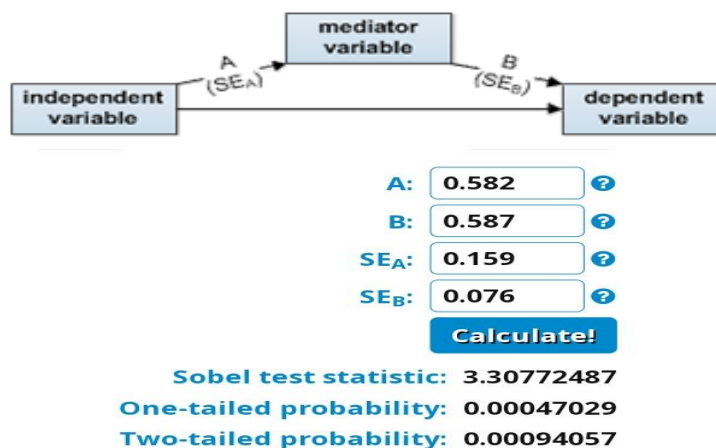 mediator
variable
A
(SEA)
B
(SEB)
independent
variable
dependent
variable
A: 0.582 ?
B: 0.587 ?
SEA: 0.159 ?
SEB: 0.076 ?
Calculate!
Sobel test statistic: 3.30772487
One-tailed probability: 0.00047029
Two-tailed probability: 0.00094057